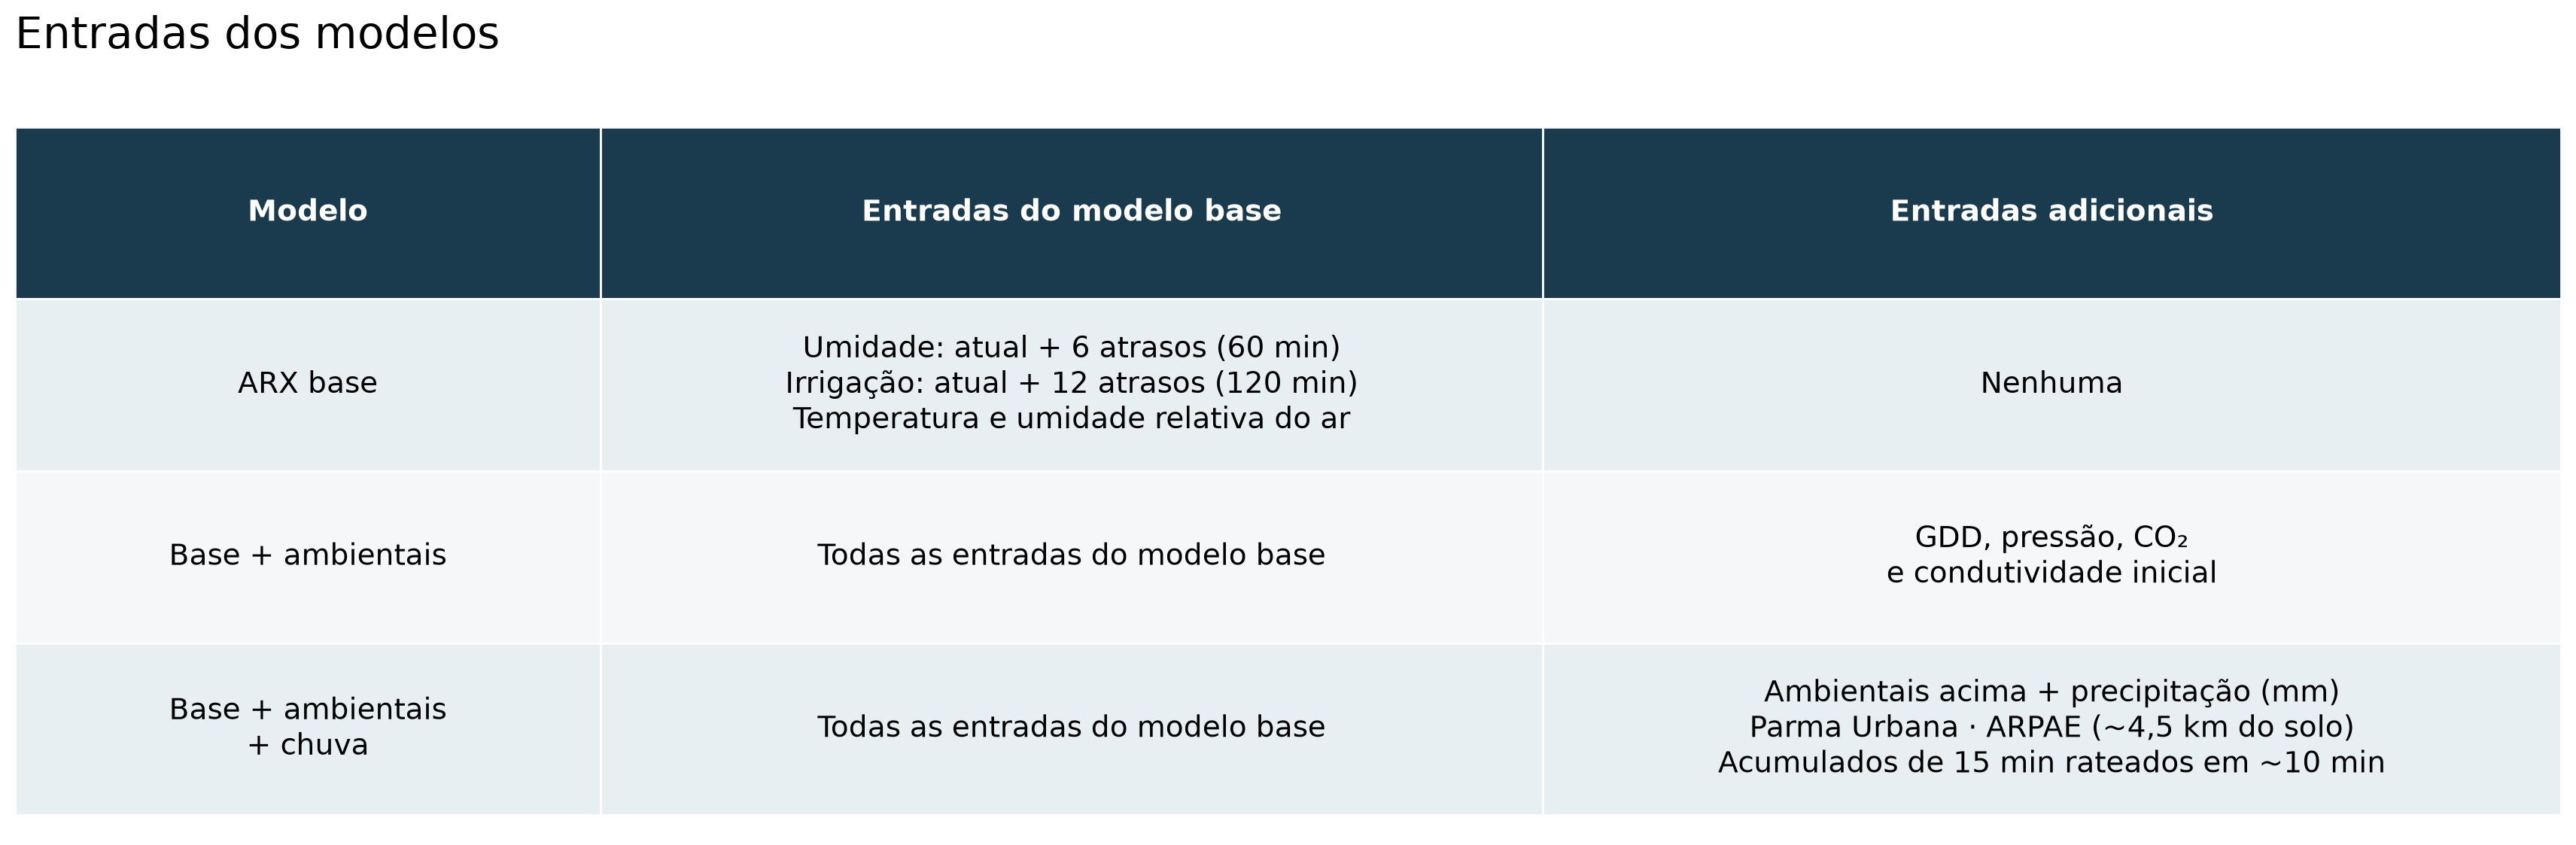 Entradas dos modelos
Modelo
Entradas do modelo base
Entradas adicionais
ARX base
Umidade: atual + 6 atrasos (60 min)
Irrigação: atual + 12 atrasos (120 min)
Temperatura e umidade relativa do ar
Nenhuma
Base + ambientais
Todas as entradas do modelo base
GDD, pressão, CO₂
e condutividade inicial
Base + ambientais
+ chuva
Todas as entradas do modelo base
Ambientais acima + precipitação (mm)
Parma Urbana · ARPAE (~4,5 km do solo)
Acumulados de 15 min rateados em ~10 min